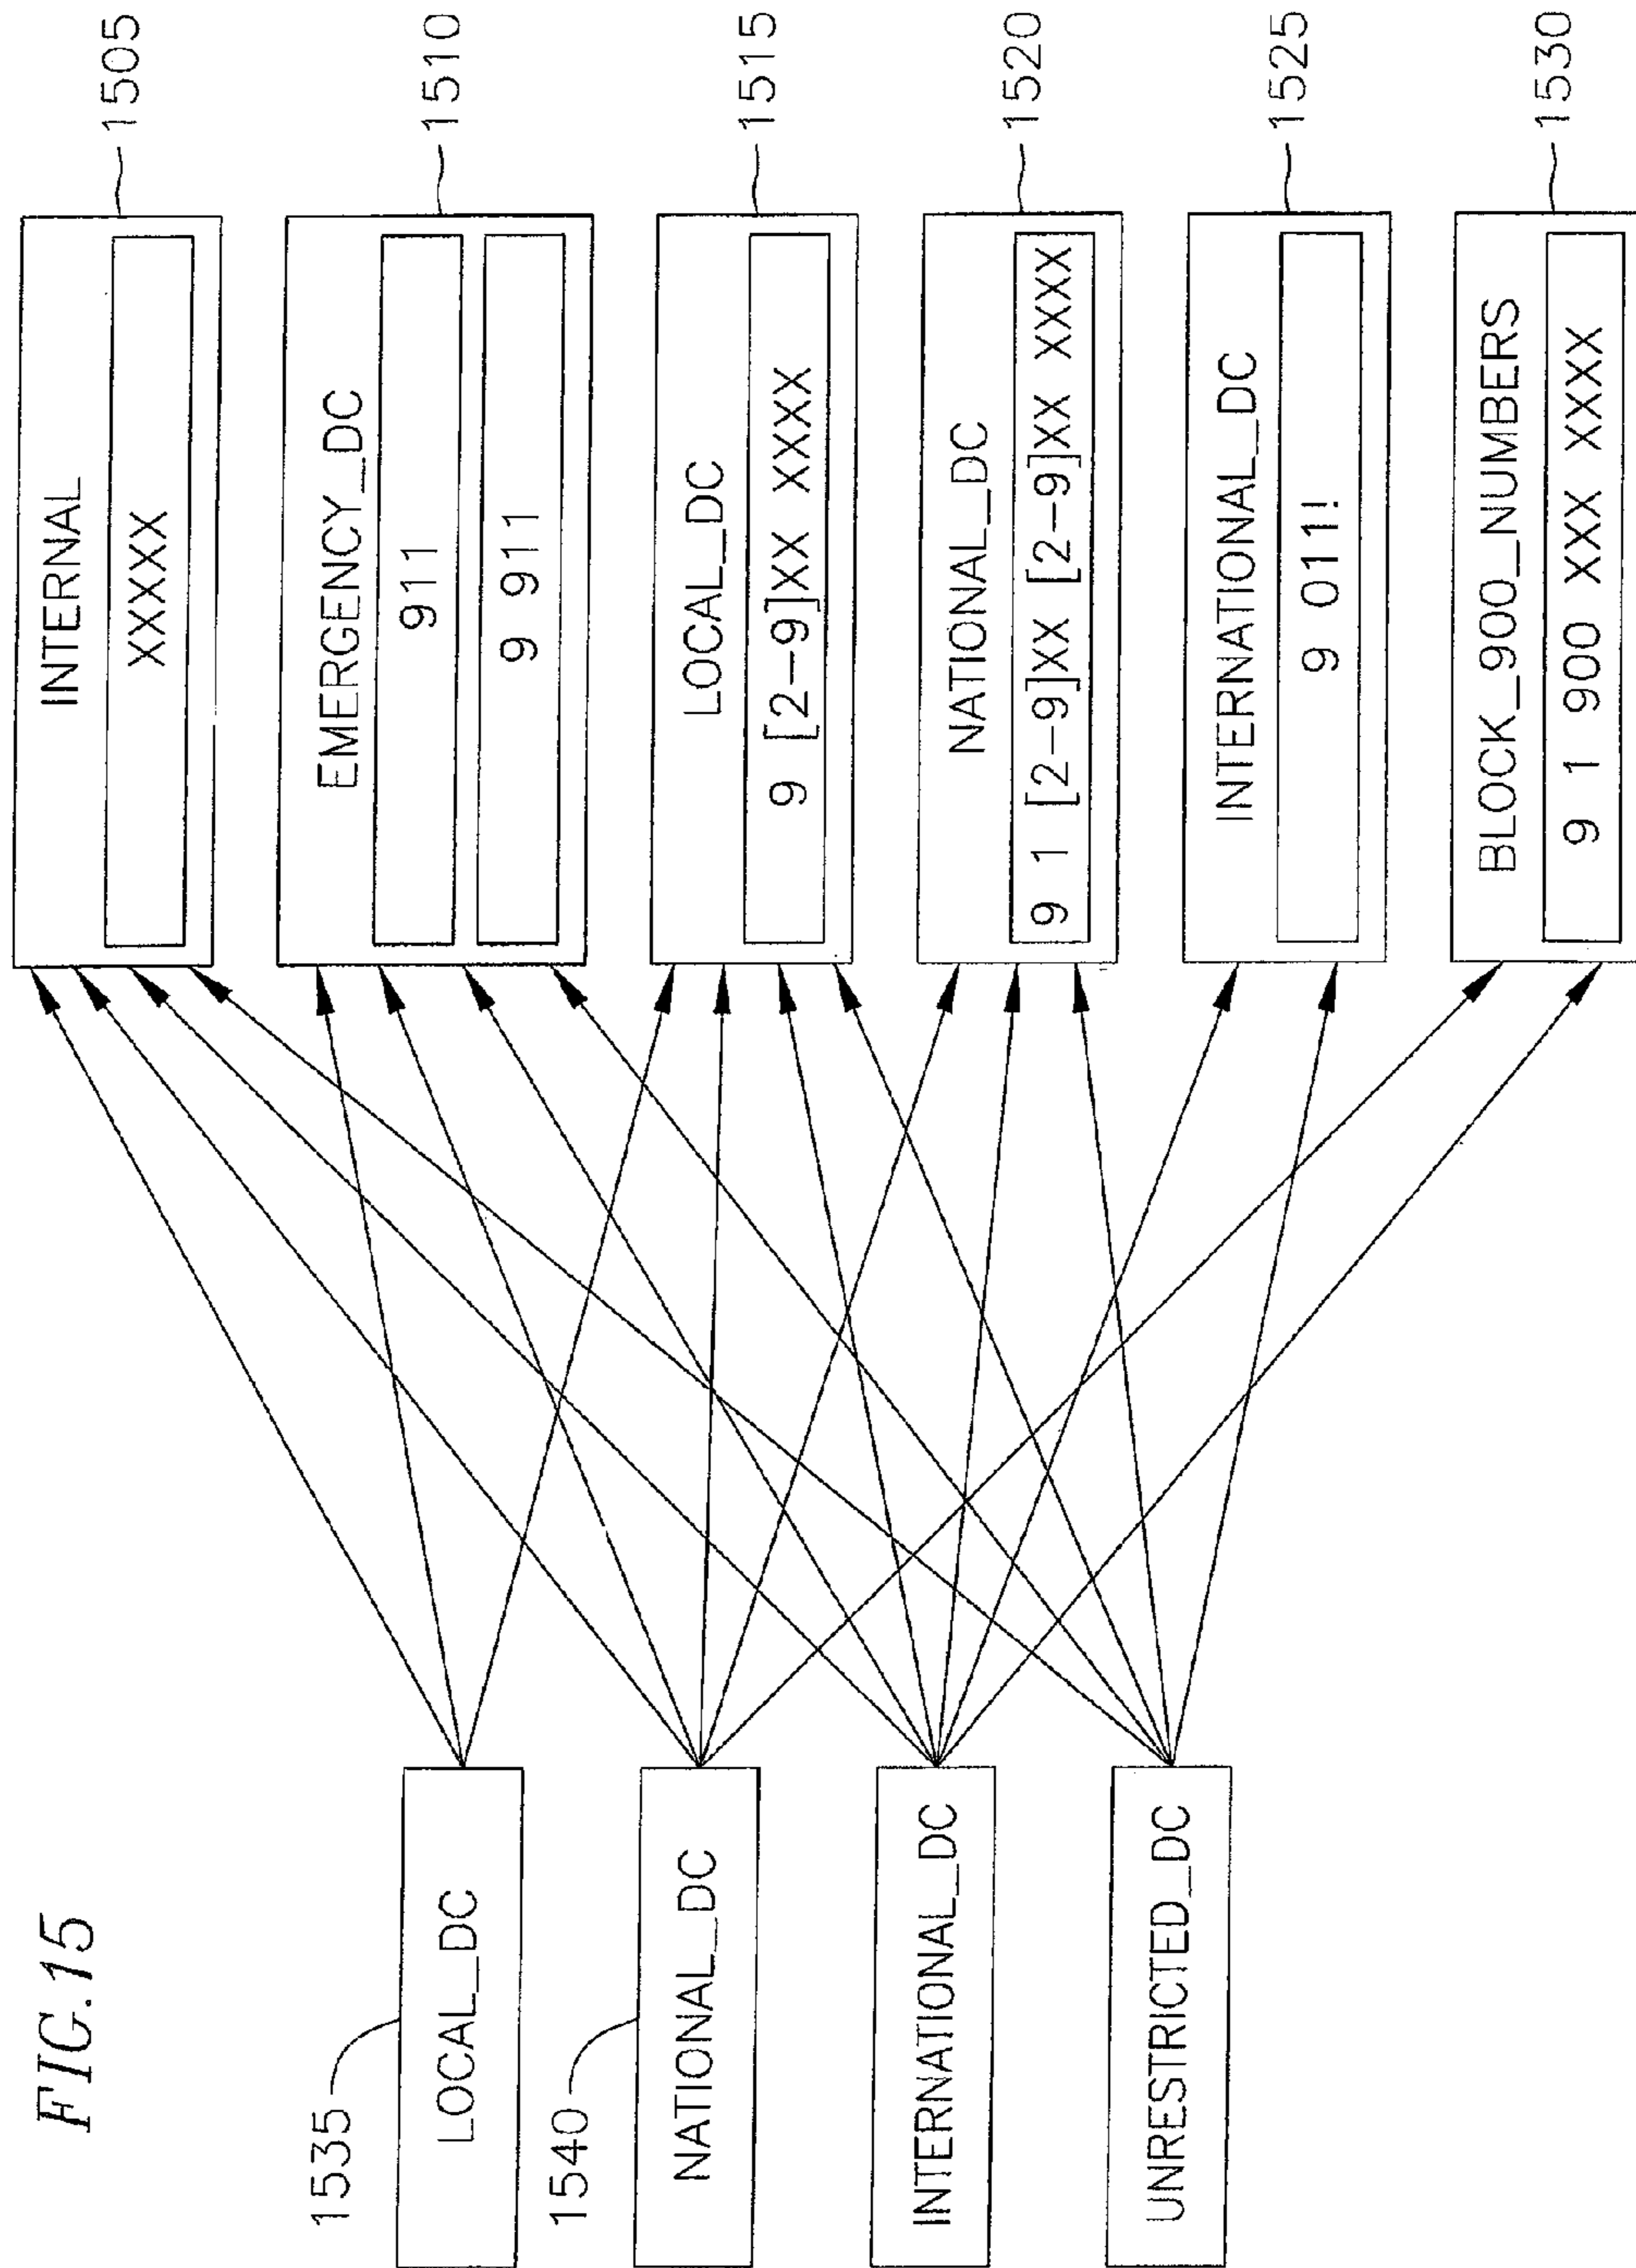 FIG.15
1535
LOCAL_DC
1540
NATIONAL_DC
INTERNATIONAL_DC
UNRESTRICTED_DC
INTERNAL
XXXXX
1505
EMERGENCY_DC
911
9 911
1510
LOCAL_DC
9 [2-9]XX XXXX
1515
NATIONAL_DC
9 1 [2-9]XX [2-9]XX XXXX
1520
INTERNATIONAL_DC
9 011!
1525
BLOCK_900_NUMBERS
9 1 900 XXX XXXX
1530